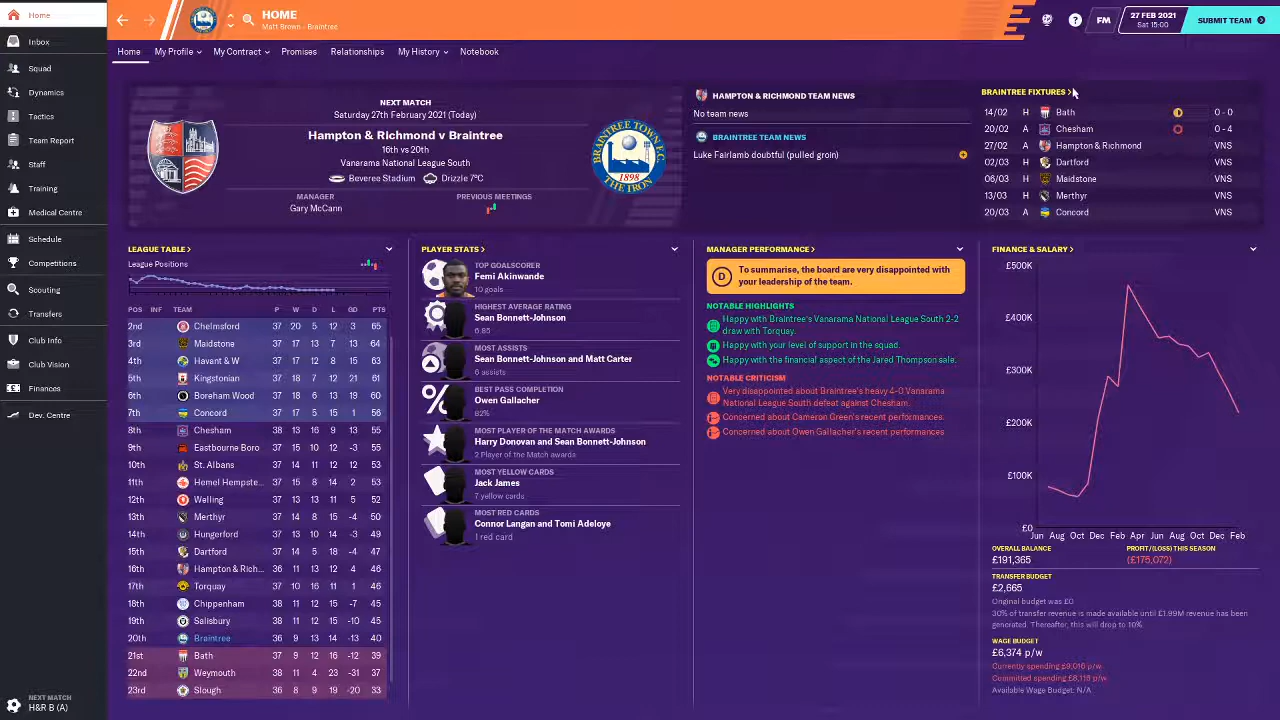 Home
Inbox
Squad
Dynamics
Tactics
Team Report
Staff
Training
Medical Centre
Schedule
Competitions
Scouting
Transfers
Club Info
Club Vision
Finances
Dev. Centre
NEXT MATCH
H&R B (A)
HOME
Matt Brown - Braintree
FM
27 FEB 2021
Sat 15:00
SUBMIT TEAM
Home
My Profile
My Contract
Promises
Relationships
My History
Notebook
NEXT MATCH
Saturday 27th February 2021 (Today)
Hampton & Richmond v Braintree
16th vs 20th
Vanarama National League South
Beveree Stadium Drizzle 7°C
MANAGER
Gary McCann
PREVIOUS MEETINGS
BRAINTREE TOWN F.C.
1898
THE IRON
HAMPTON & RICHMOND TEAM NEWS
No team news
BRAINTREE TEAM NEWS
Luke Fairlamb doubtful (pulled groin)
BRAINTREE FIXTURES >
14/02 H Bath 0 - 0
20/02 A Chesham 0 - 4
27/02 A Hampton & Richmond VNS
02/03 H Dartford VNS
06/03 H Maidstone VNS
13/03 H Merthyr VNS
20/03 A Concord VNS
LEAGUE TABLE >
League Positions
POS INF TEAM P W D L GD PTS
2nd Chelmsford 37 20 5 12 3 65
3rd Maidstone 37 17 13 7 13 64
4th Havant & W 37 17 12 8 15 63
5th Kingstonian 37 18 7 12 21 61
6th Boreham Wood 37 18 6 13 19 60
7th Concord 37 17 5 15 1 56
8th Chesham 38 13 16 9 13 55
9th Eastbourne Boro 37 15 10 12 -3 55
10th St. Albans 37 14 11 12 12 53
11th Hemel Hempste... 37 15 8 14 2 53
12th Welling 37 13 13 11 5 52
13th Merthyr 37 14 8 15 -4 50
14th Hungerford 37 13 10 14 -3 49
15th Dartford 37 14 5 18 -4 47
16th Hampton & Rich... 36 11 13 12 4 46
17th Torquay 37 10 16 11 1 46
18th Chippenham 38 11 12 15 -7 45
19th Salisbury 38 11 12 15 -10 45
20th Braintree 36 9 13 14 -13 40
21st Bath 37 9 12 16 -12 39
22nd Weymouth 38 11 4 23 -31 37
23rd Slough 36 8 9 19 -20 33
PLAYER STATS >
TOP GOALSCORER
Femi Akinwande
10 goals
HIGHEST AVERAGE RATING
Sean Bonnett-Johnson
6.85
MOST ASSISTS
Sean Bonnett-Johnson and Matt Carter
6 assists
BEST PASS COMPLETION
Owen Gallacher
82%
MOST PLAYER OF THE MATCH AWARDS
Harry Donovan and Sean Bonnett-Johnson
2 Player of the Match awards
MOST YELLOW CARDS
Jack James
7 yellow cards
MOST RED CARDS
Connor Langan and Tomi Adeloye
1 red card
MANAGER PERFORMANCE >
D
To summarise, the board are very disappointed with
your leadership of the team.
NOTABLE HIGHLIGHTS
Happy with Braintree's Vanarama National League South 2-2
draw with Torquay.
Happy with your level of support in the squad.
Happy with the financial aspect of the Jared Thompson sale.
NOTABLE CRITICISM
Very disappointed about Braintree's heavy 4-0 Vanarama
National League South defeat against Chesham.
Concerned about Cameron Green's recent performances.
Concerned about Owen Gallacher's recent performances
FINANCE & SALARY >
£500K
£400K
£300K
£200K
£100K
£0
Jun Aug Oct Dec Feb Apr Jun Aug Oct Dec Feb
OVERALL BALANCE
£191,365
PROFIT/(LOSS) THIS SEASON
(£175,072)
TRANSFER BUDGET
£2,665
Original budget was £0
30% of transfer revenue is made available until £1.99M revenue has been
generated. Thereafter, this will drop to 10%.
WAGE BUDGET
£6,374 p/w
Currently spending £9,016 p/w
Committed spending £8,116 p/w
Available Wage Budget: N/A